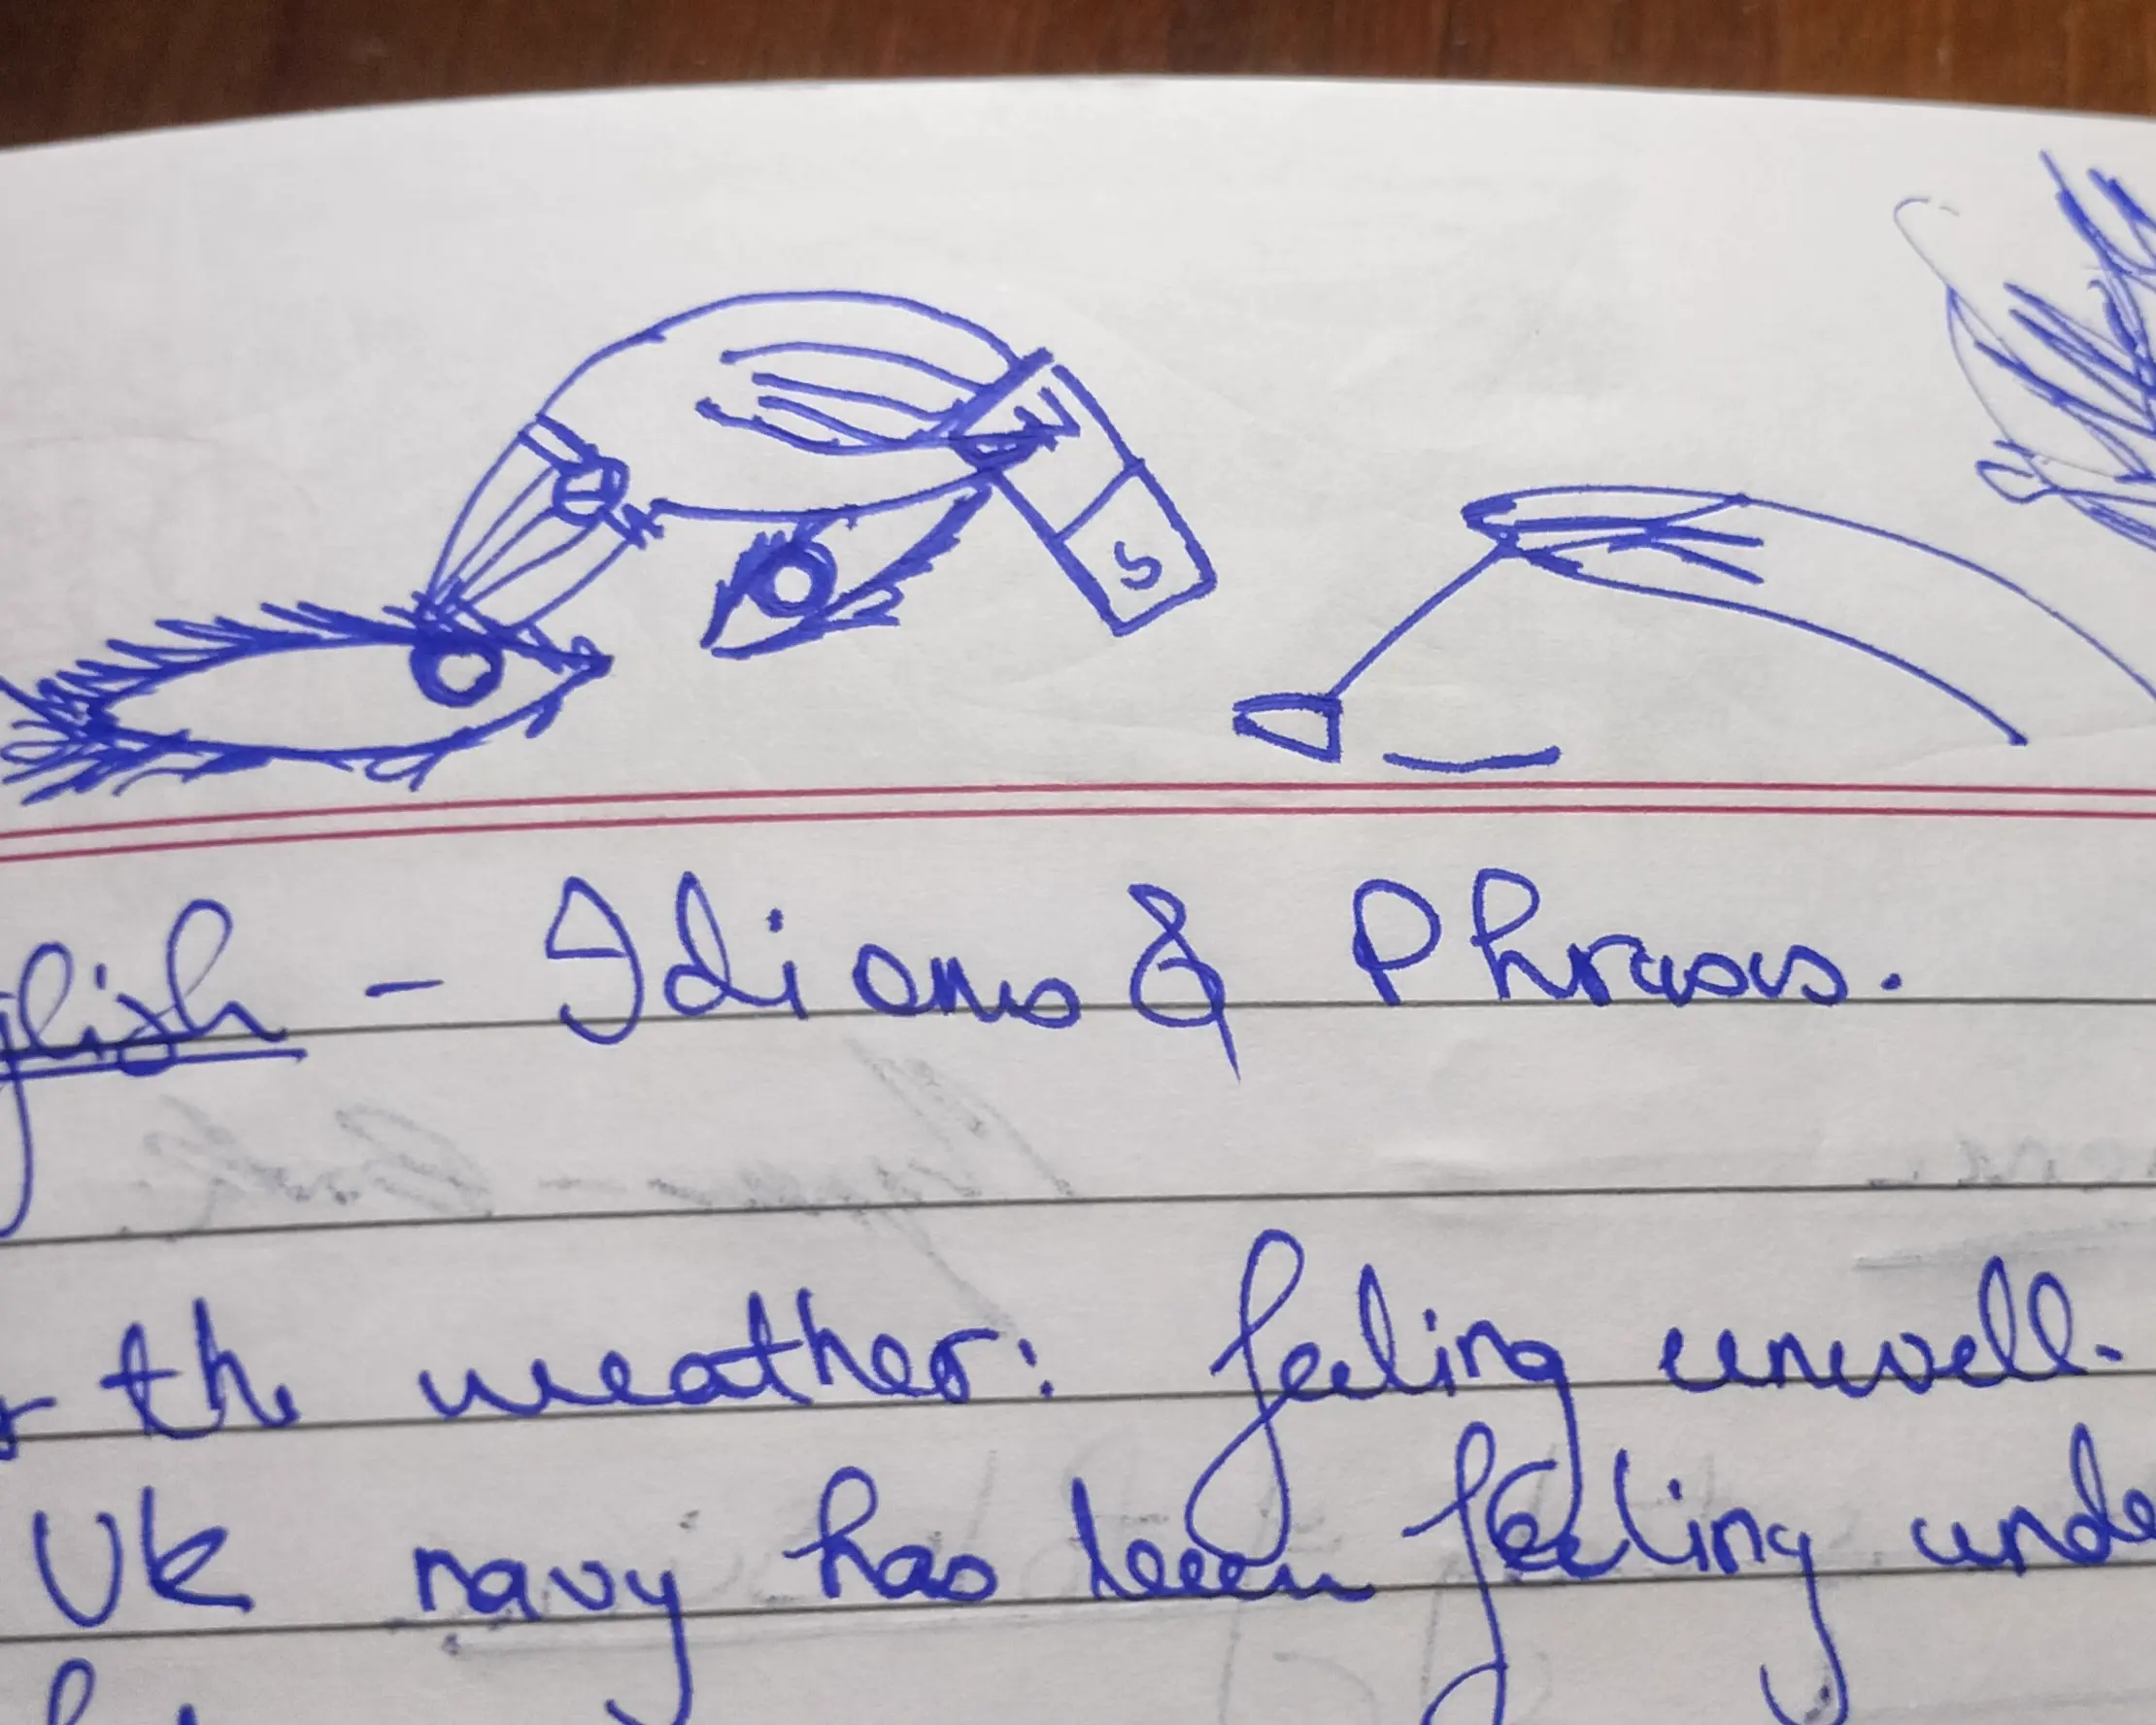 S
glish - Idioms & Phrases.
r the weather: feeling unwell.
Uk navy has been feeling unde